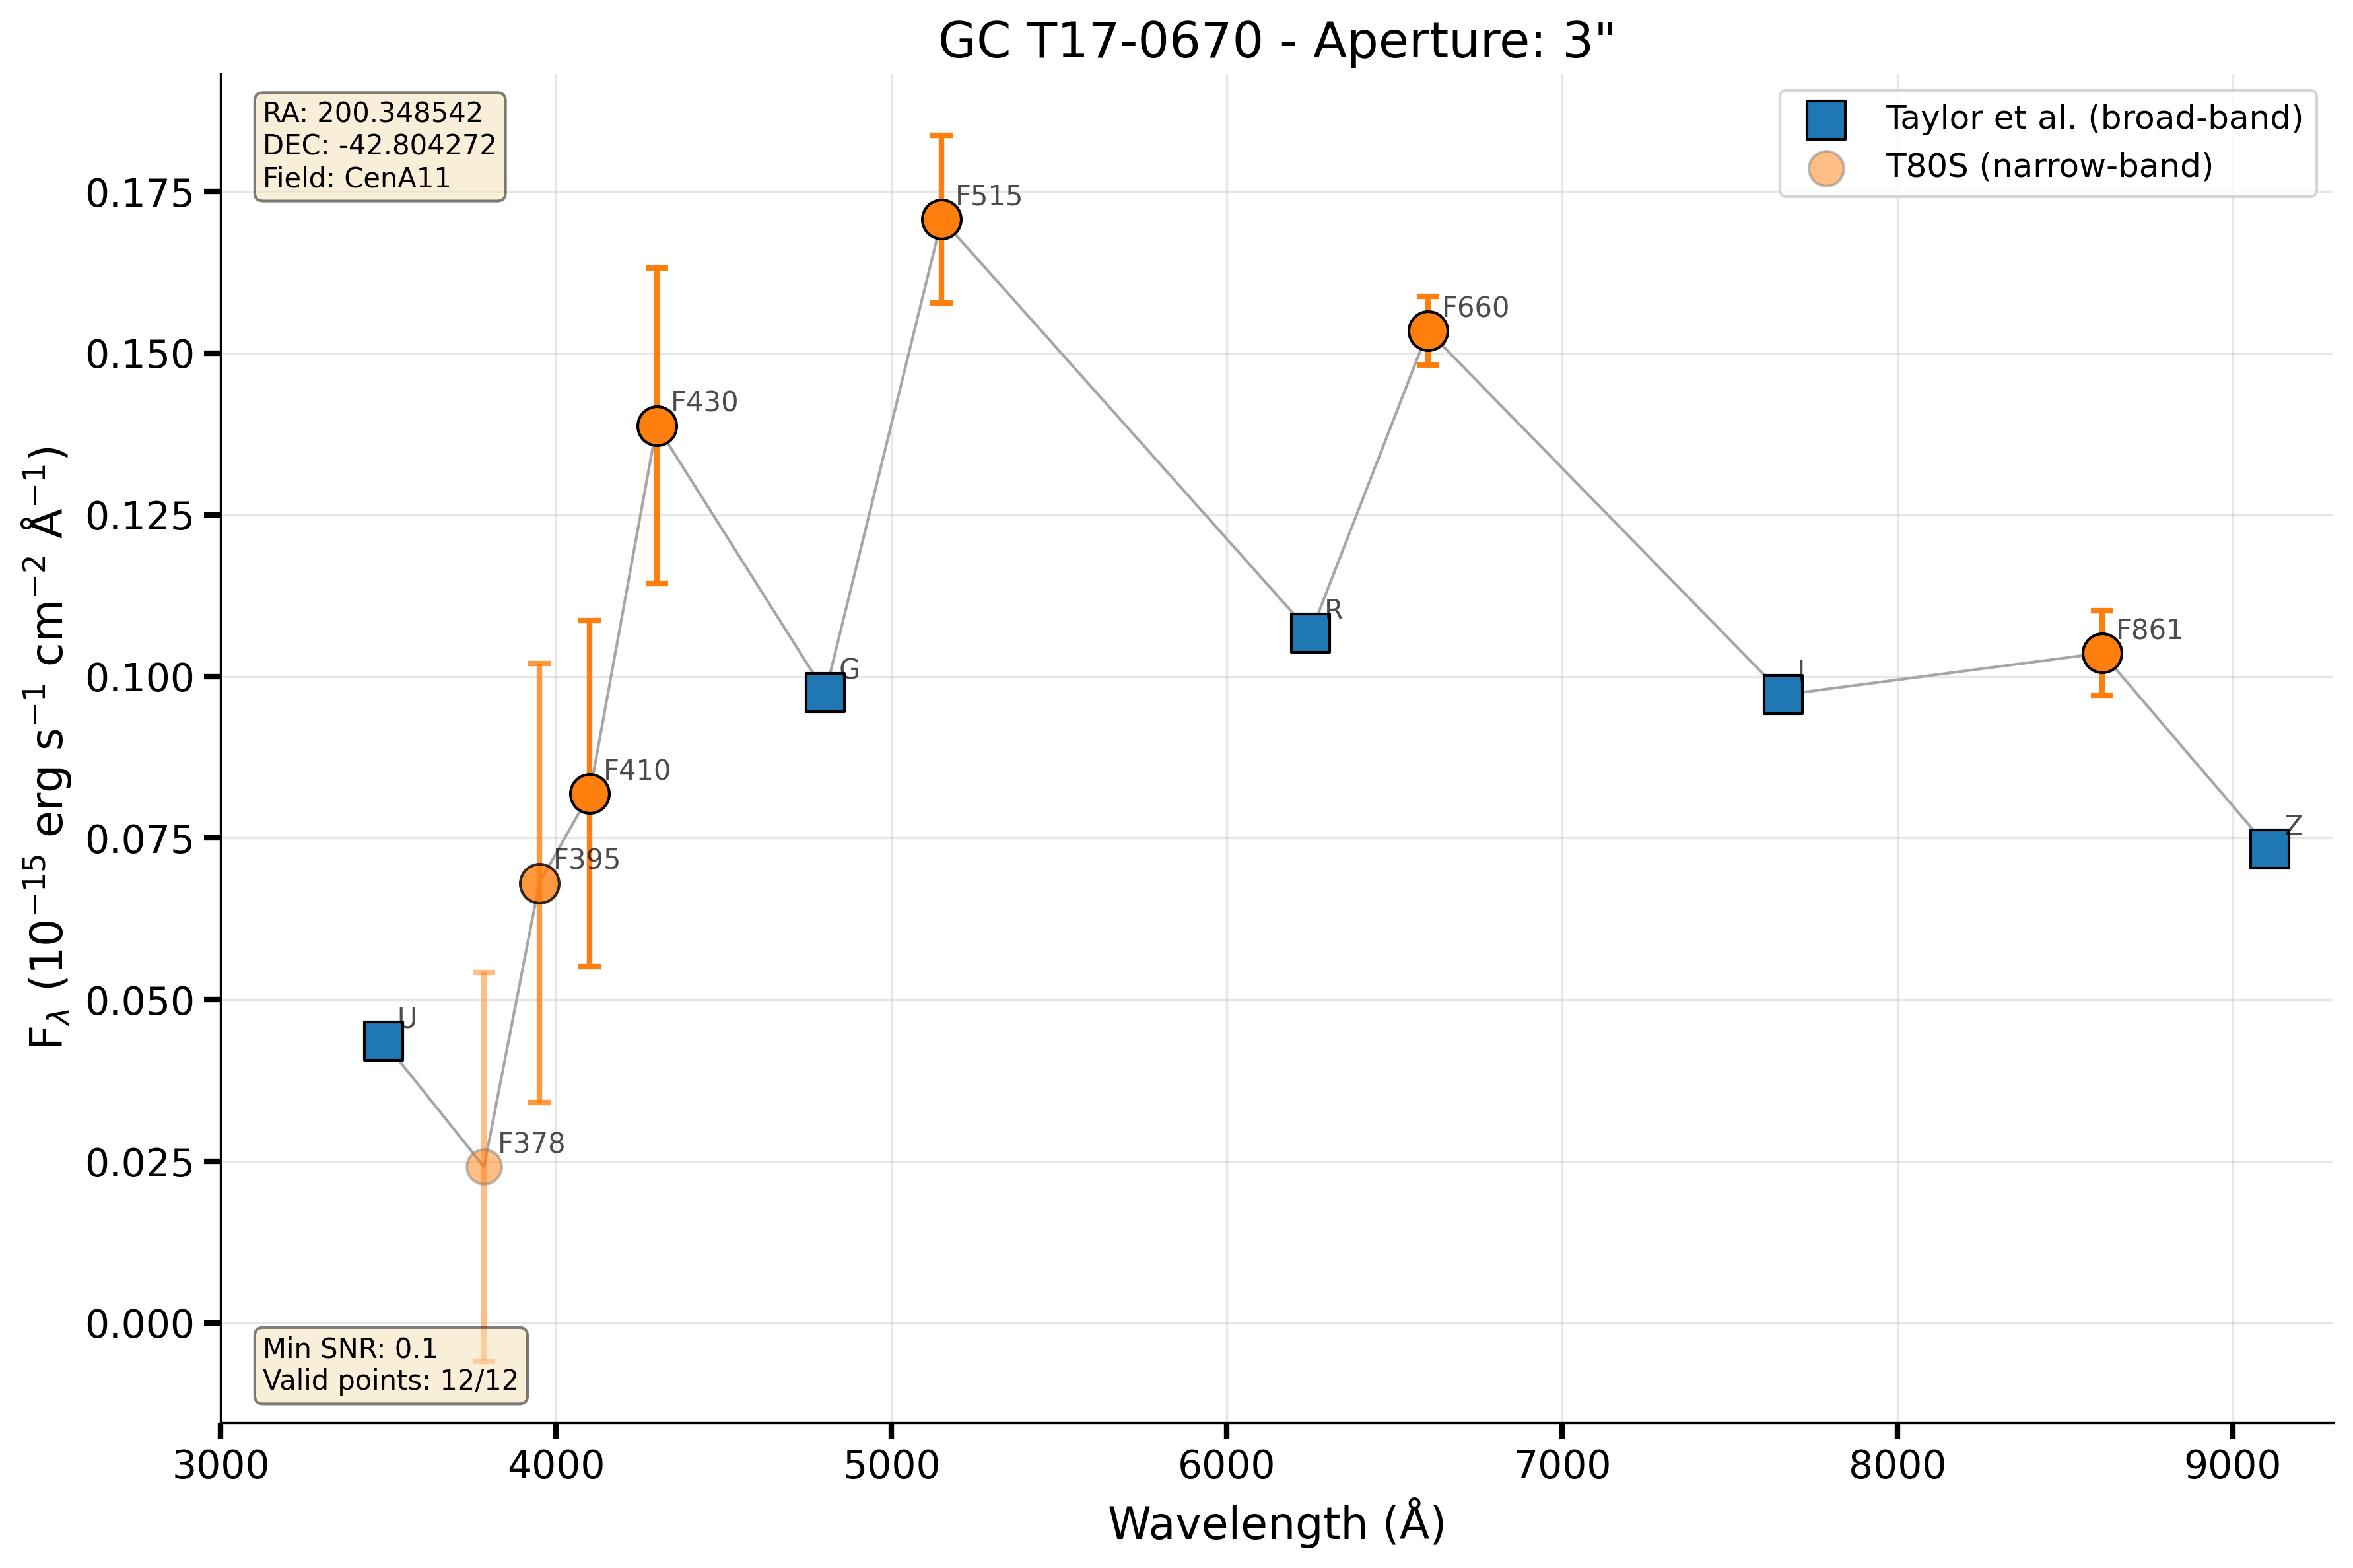 GC T17-0670 - Aperture: 3"
RA: 200.348542
DEC: -42.804272
Field: CenA11
Taylor et al. (broad-band)
T80S (narrow-band)
F515
F660
F430
R
F861
G
I
F410
Z
F395
U
F378
Min SNR: 0.1
Valid points: 12/12
0.175
0.150
0.125
0.100
0.075
0.050
0.025
0.000
Fλ (10⁻¹⁵ erg s⁻¹ cm⁻² Å⁻¹)
3000 4000 5000 6000 7000 8000 9000
Wavelength (Å)